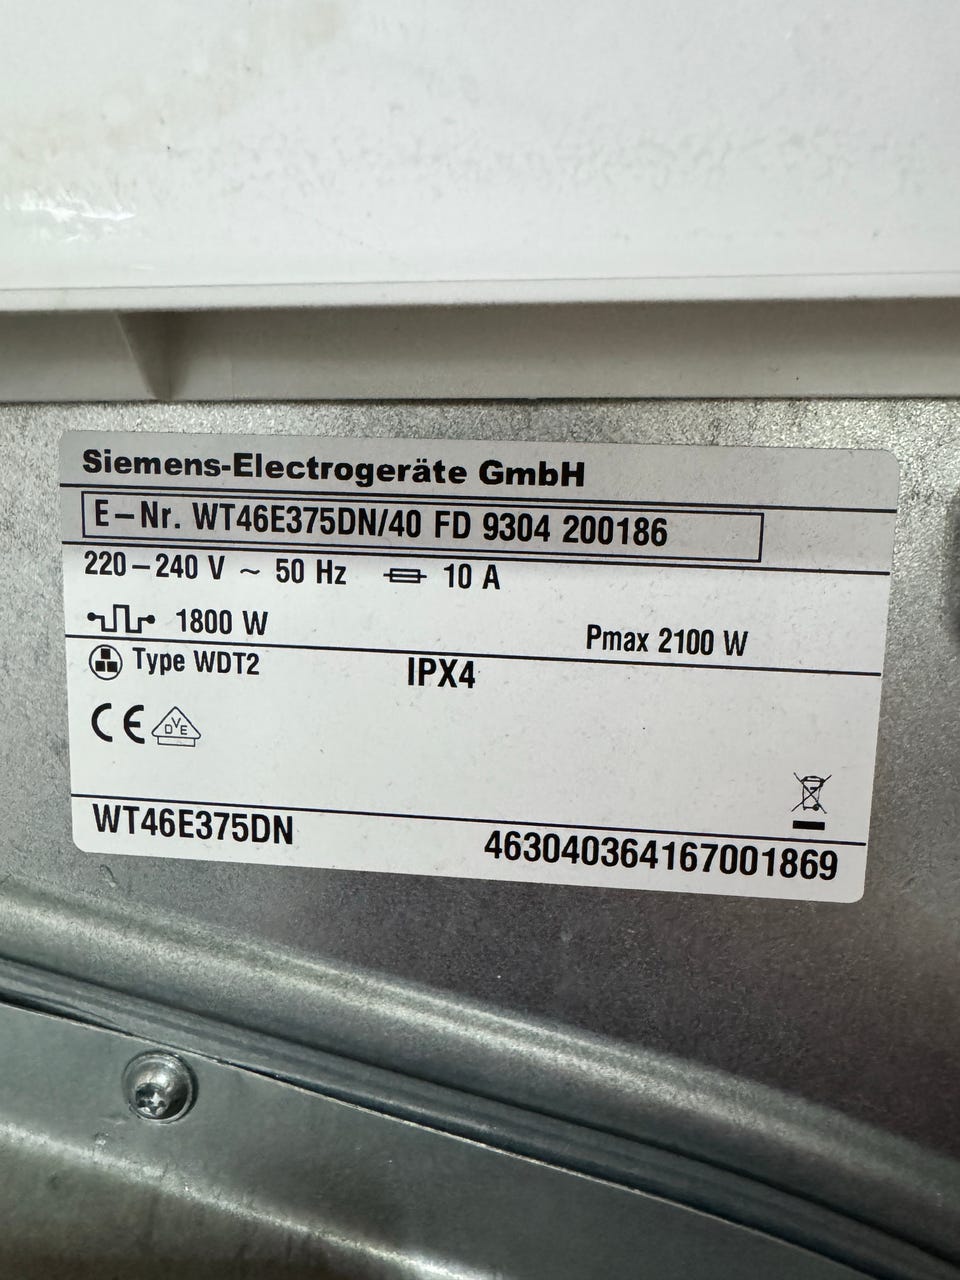 Siemens-Electrogeräte GmbH
E-Nr. WT46E375DN/40 FD 9304 200186
220-240 V ~ 50 Hz 10 A
1800 W Pmax 2100 W
Type WDT2 IPX4
CE DVE
WT46E375DN 463040364167001869